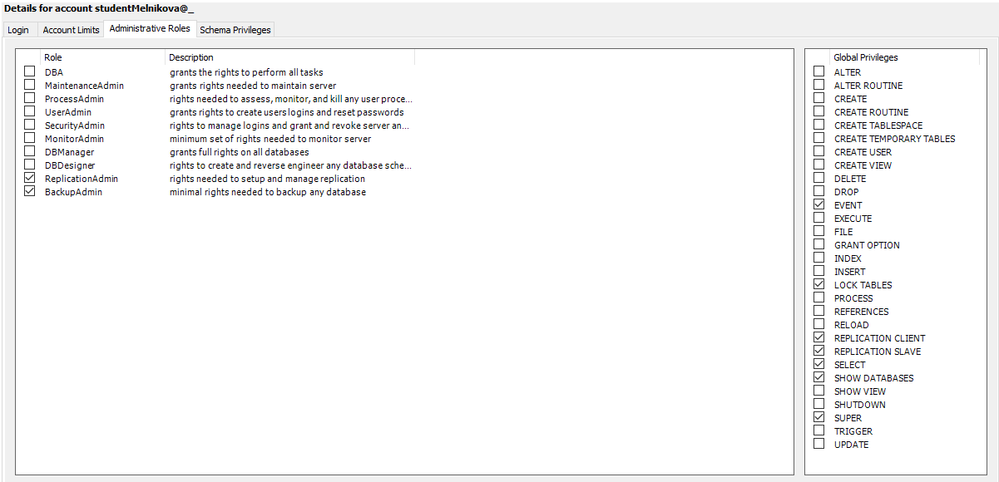 Details for account studentMelnikova@_
Login Account Limits Administrative Roles Schema Privileges
Role Description
DBA grants the rights to perform all tasks
MaintenanceAdmin grants rights needed to maintain server
ProcessAdmin rights needed to assess, monitor, and kill any user proce...
UserAdmin grants rights to create users logins and reset passwords
SecurityAdmin rights to manage logins and grant and revoke server an...
MonitorAdmin minimum set of rights needed to monitor server
DBManager grants full rights on all databases
DBDesigner rights to create and reverse engineer any database sche...
ReplicationAdmin rights needed to setup and manage replication
BackupAdmin minimal rights needed to backup any database
Global Privileges
ALTER
ALTER ROUTINE
CREATE
CREATE ROUTINE
CREATE TABLESPACE
CREATE TEMPORARY TABLES
CREATE USER
CREATE VIEW
DELETE
DROP
EVENT
EXECUTE
FILE
GRANT OPTION
INDEX
INSERT
LOCK TABLES
PROCESS
REFERENCES
RELOAD
REPLICATION CLIENT
REPLICATION SLAVE
SELECT
SHOW DATABASES
SHOW VIEW
SHUTDOWN
SUPER
TRIGGER
UPDATE